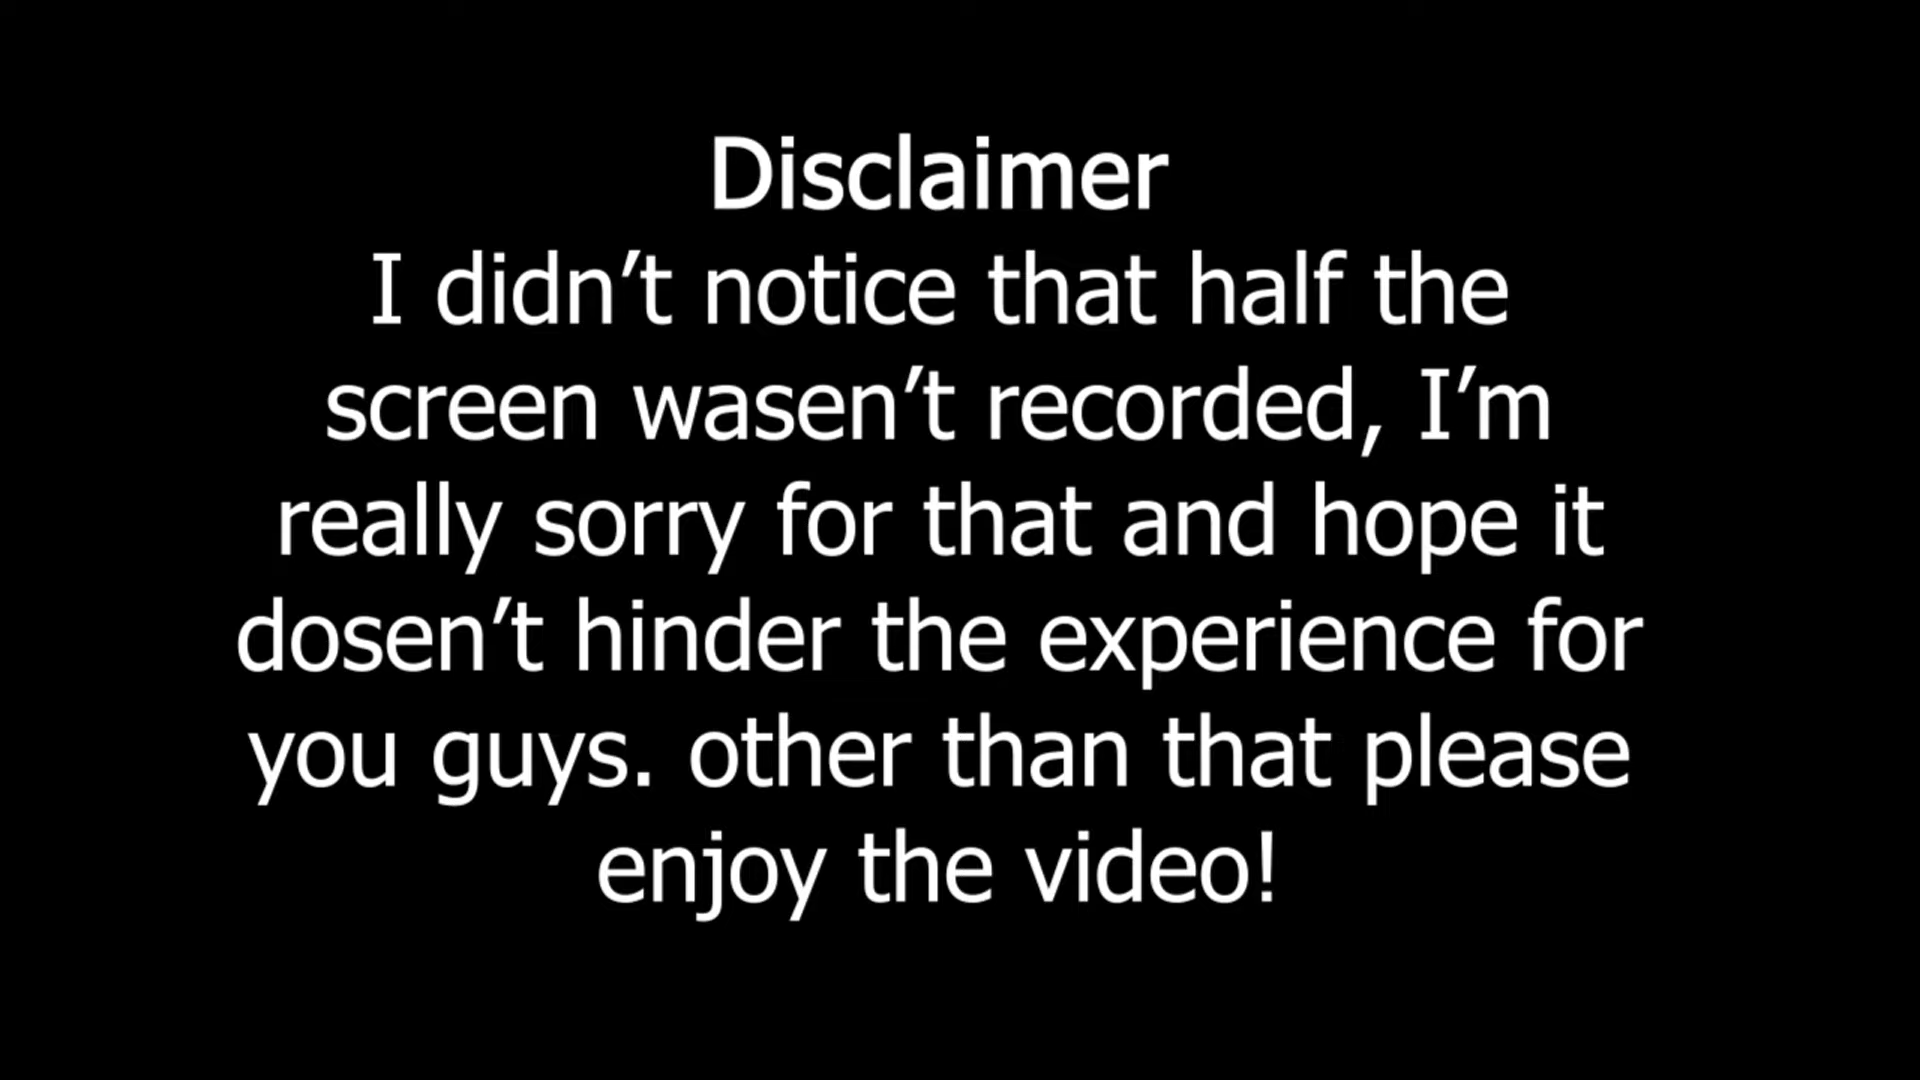 Disclaimer
I didn’t notice that half the
screen wasen’t recorded, I’m
really sorry for that and hope it
dosen’t hinder the experience for
you guys. other than that please
enjoy the video!